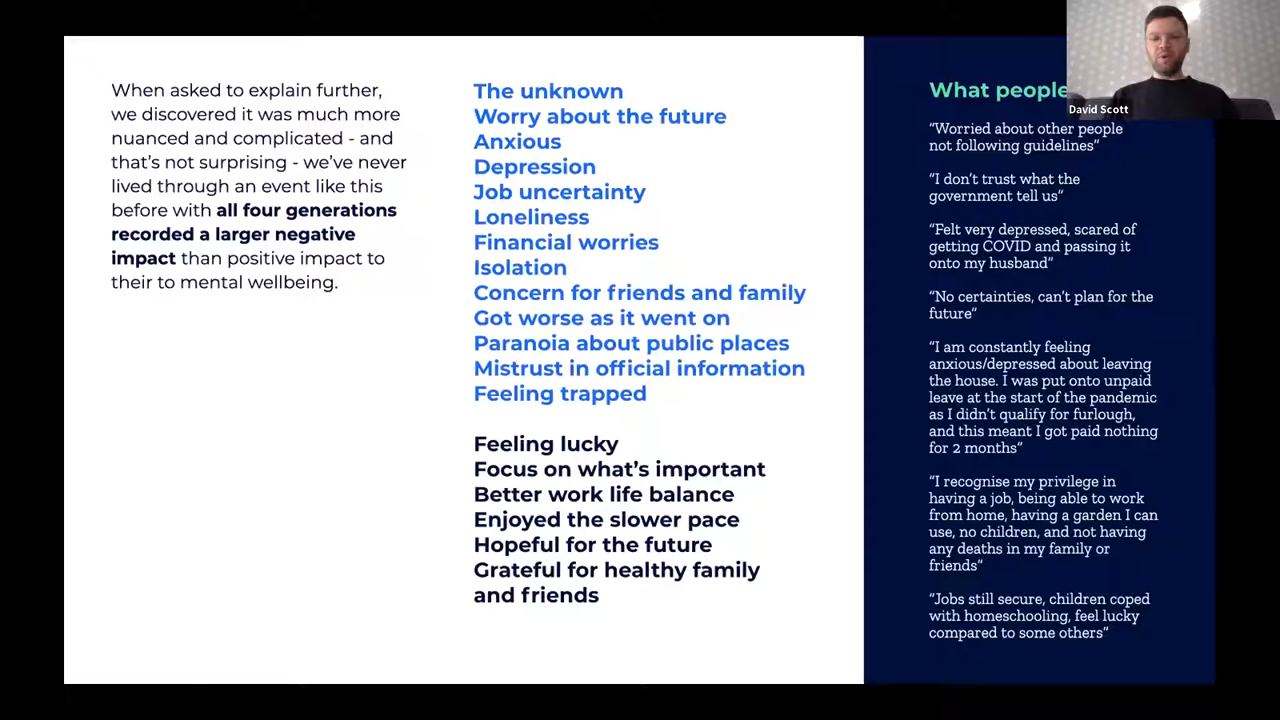 When asked to explain further,
we discovered it was much more
nuanced and complicated - and
that’s not surprising - we’ve never
lived through an event like this
before with all four generations
recorded a larger negative
impact than positive impact to
their to mental wellbeing.
The unknown
Worry about the future
Anxious
Depression
Job uncertainty
Loneliness
Financial worries
Isolation
Concern for friends and family
Got worse as it went on
Paranoia about public places
Mistrust in official information
Feeling trapped
Feeling lucky
Focus on what’s important
Better work life balance
Enjoyed the slower pace
Hopeful for the future
Grateful for healthy family
and friends
What people
David Scott
“Worried about other people
not following guidelines”
“I don’t trust what the
government tell us”
“Felt very depressed, scared of
getting COVID and passing it
onto my husband”
“No certainties, can’t plan for the
future“
“I am constantly feeling
anxious/depressed about leaving
the house. I was put onto unpaid
leave at the start of the pandemic
as I didn’t qualify for furlough,
and this meant I got paid nothing
for 2 months“
“I recognise my privilege in
having a job, being able to work
from home, having a garden I can
use, no children, and not having
any deaths in my family or
friends“
“Jobs still secure, children coped
with homeschooling, feel lucky
compared to some others”